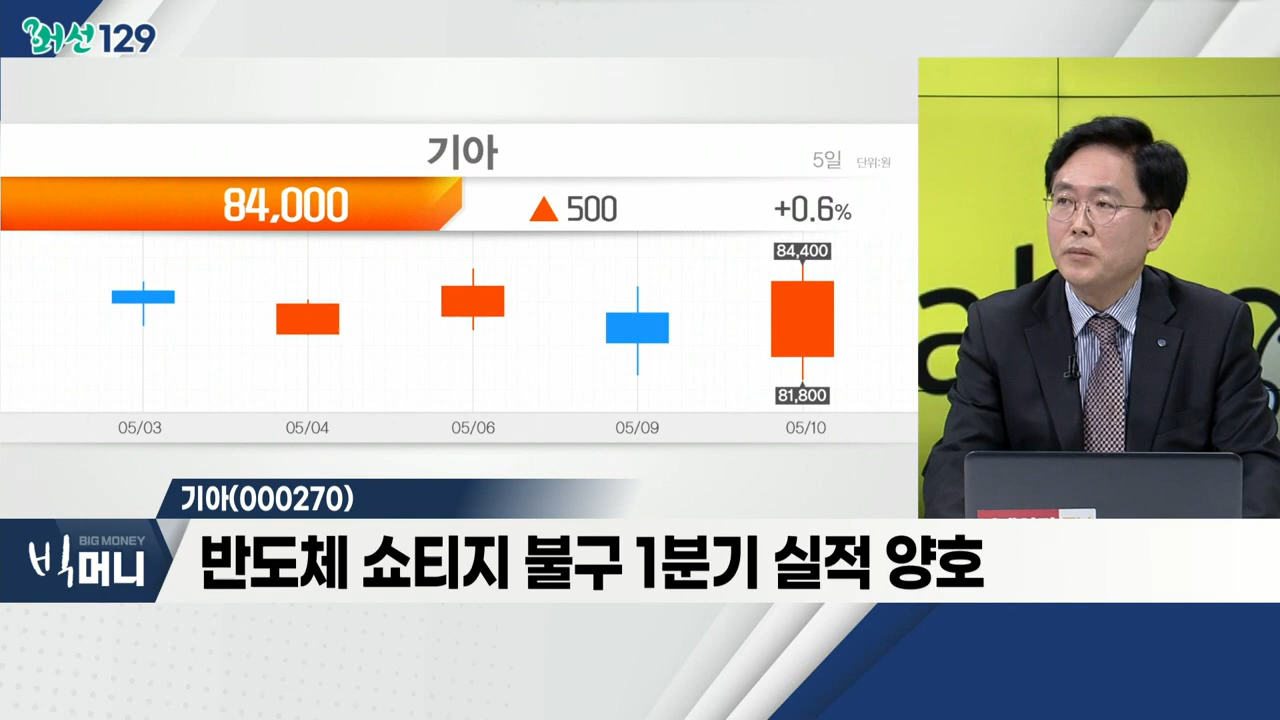 머선129
기아
5일 단위:원
84,000 ▲ 500 +0.6%
84,400
81,800
05/03 05/04 05/06 05/09 05/10
기아(000270)
BIG MONEY
빅머니
반도체 쇼티지 불구 1분기 실적 양호